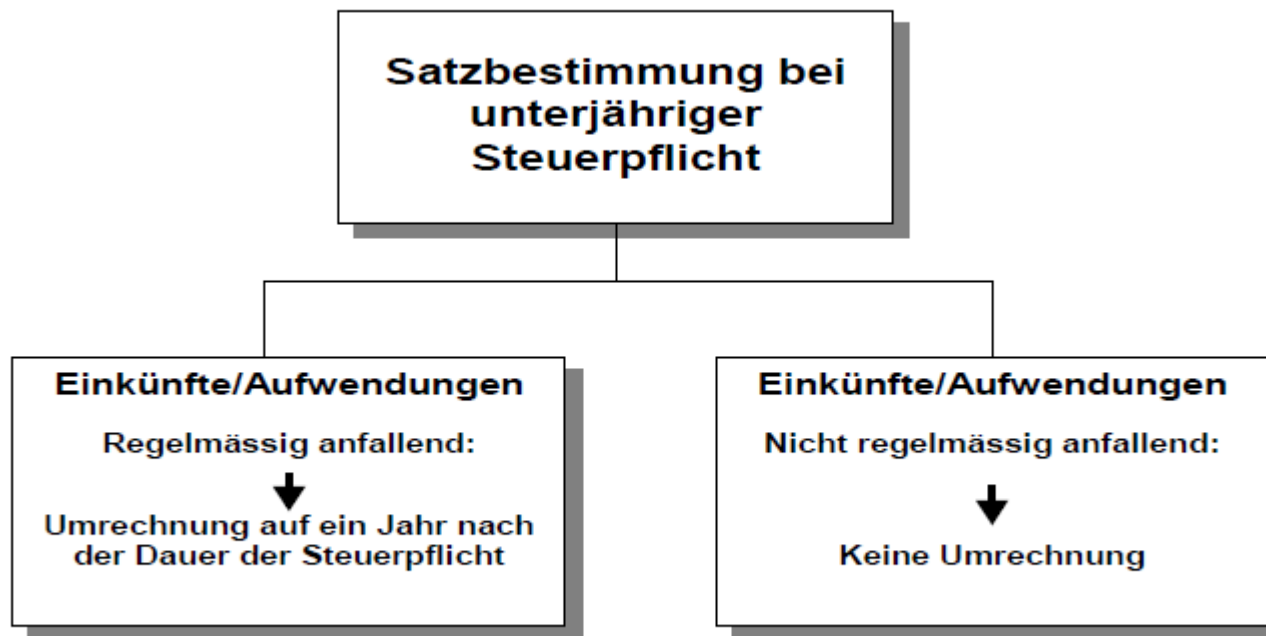 Satzbestimmung bei
unterjähriger
Steuerpflicht
Einkünfte/Aufwendungen
Regelmässig anfallend:
Umrechnung auf ein Jahr nach
der Dauer der Steuerpflicht
Einkünfte/Aufwendungen
Nicht regelmässig anfallend:
Keine Umrechnung